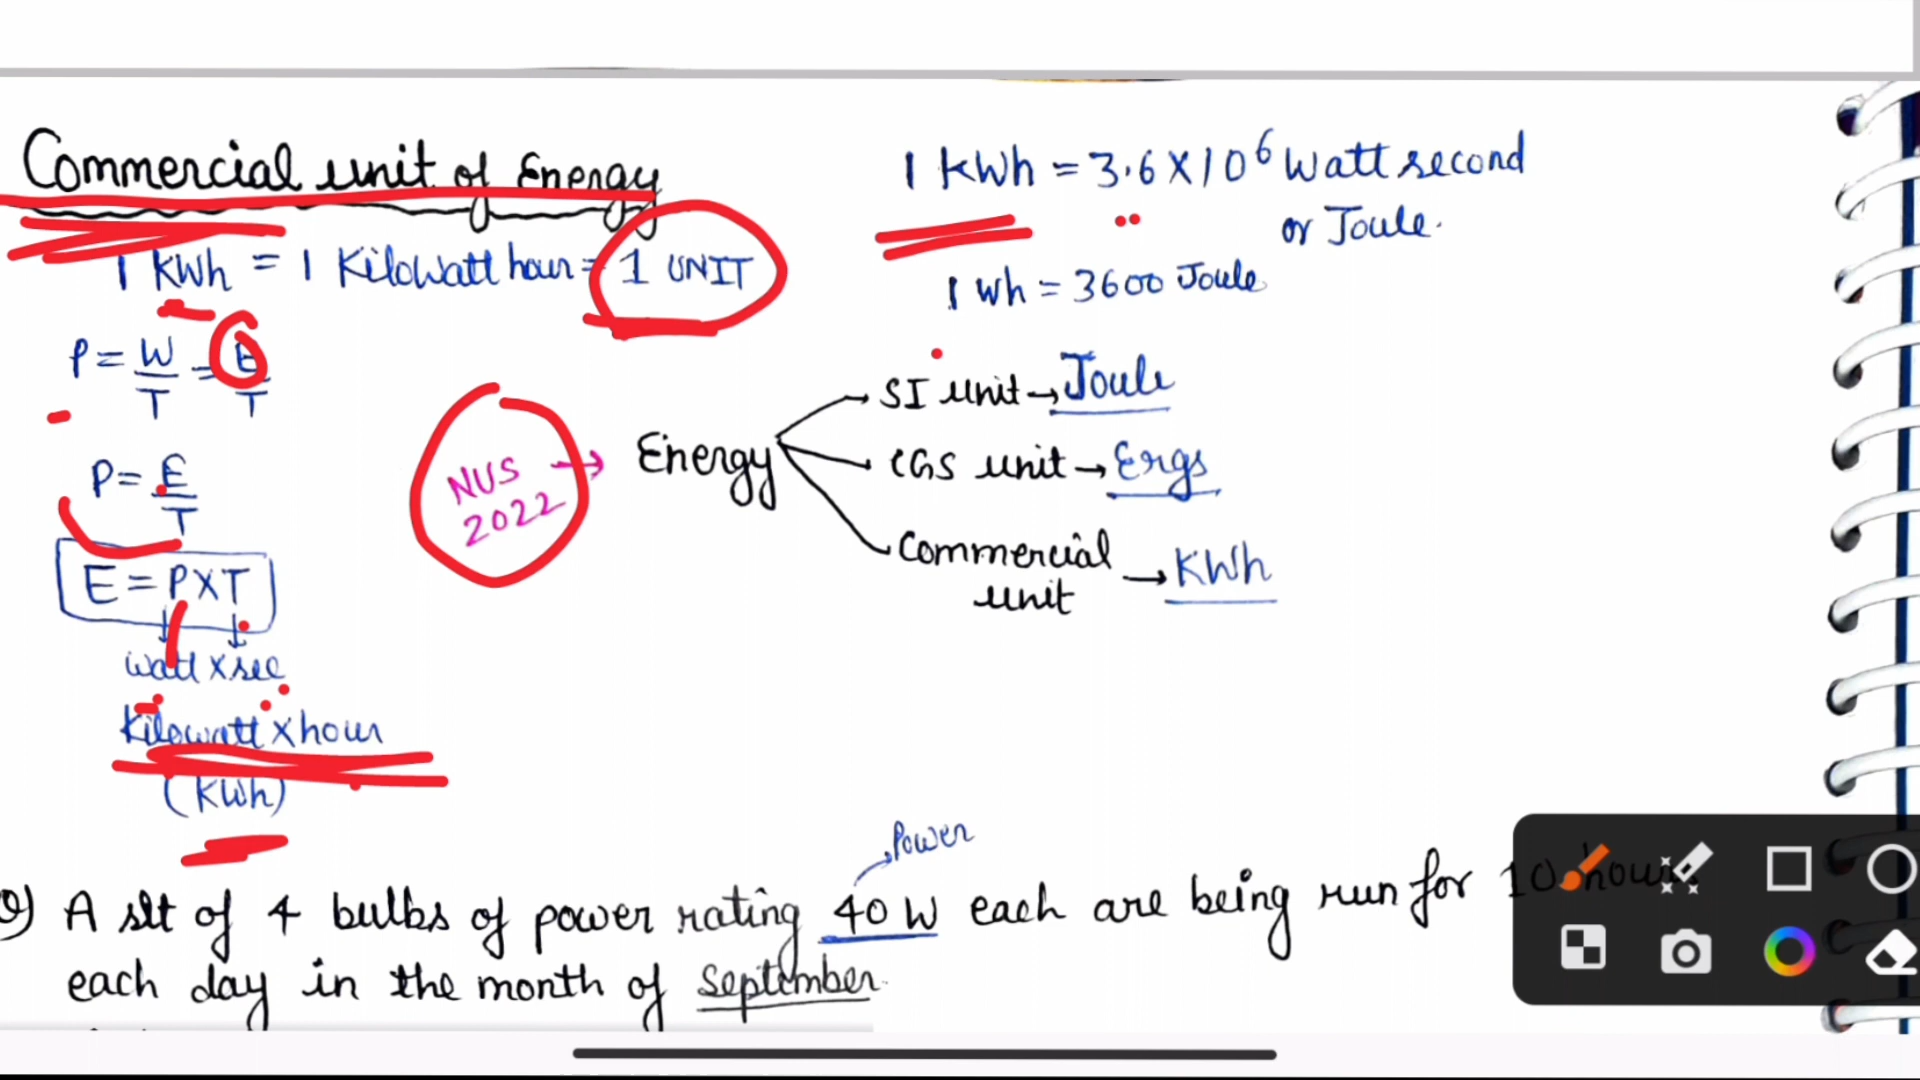 Commercial unit of Energy
1 KWh = 1 Kilowatt hour = 1 UNIT
P = W/T = E/T
P = E/T
E = P X T
watt x sec
Kilowatt x hour
(KWh)
1 KWh = 3.6 X 10⁶ Watt second
or Joule.
1 Wh = 3600 Joule
NUS
2022
Energy
SI unit → Joule
CGS unit → Ergs
Commercial
unit → KWh
Power
Q) A set of 4 bulbs of power rating 40 W each are being run for 10 hours
each day in the month of September.